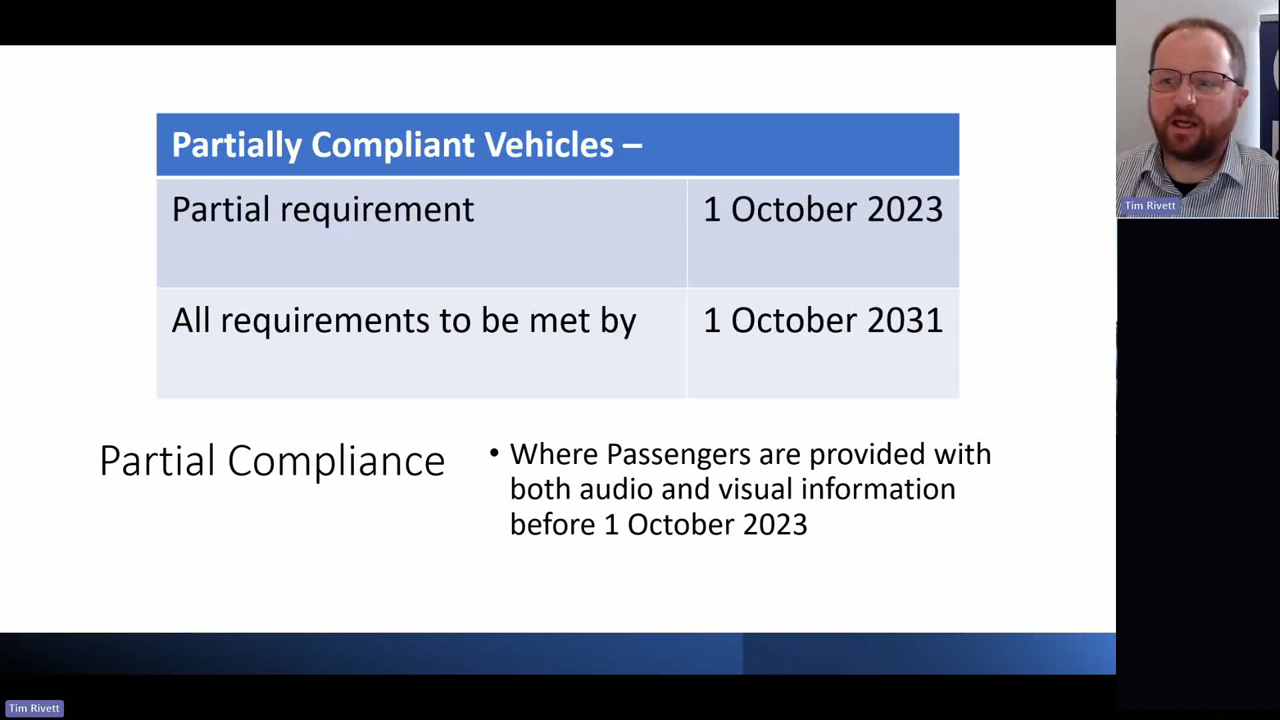 Partially Compliant Vehicles –
Partial requirement
1 October 2023
All requirements to be met by
1 October 2031
Partial Compliance
• Where Passengers are provided with
both audio and visual information
before 1 October 2023
Tim Rivett
Tim Rivett